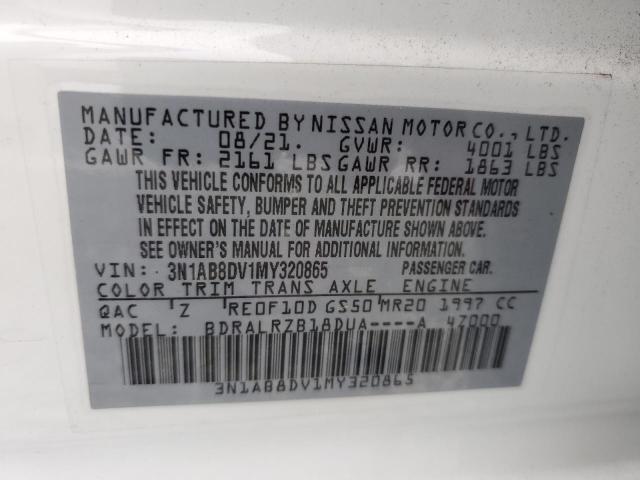 MANUFACTURED BY NISSAN MOTOR CO., LTD.
DATE: 08/21. GVWR: 4001 LBS
GAWR FR: 2161 LBS GAWR RR: 1863 LBS
THIS VEHICLE CONFORMS TO ALL APPLICABLE FEDERAL MOTOR
VEHICLE SAFETY, BUMPER AND THEFT PREVENTION STANDARDS
IN EFFECT ON THE DATE OF MANUFACTURE SHOWN ABOVE.
SEE OWNER'S MANUAL FOR ADDITIONAL INFORMATION.
VIN: 3N1AB8DV1MY320865 PASSENGER CAR.
COLOR TRIM TRANS AXLE ENGINE
QAC Z RE0F10D GS50 MR20 1997 CC
MODEL: BDRALRZB18DUA----A 47000
3N1AB8DV1MY320865